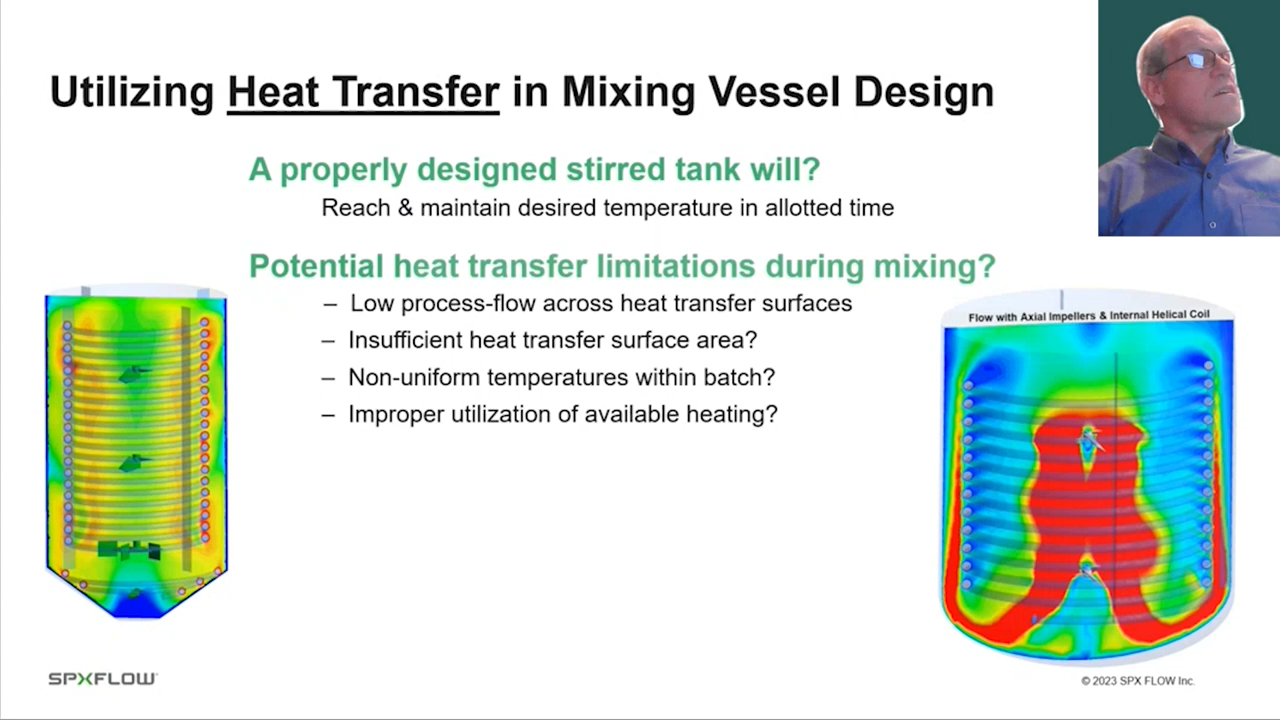 Utilizing Heat Transfer in Mixing Vessel Design
A properly designed stirred tank will?
Reach & maintain desired temperature in allotted time
Potential heat transfer limitations during mixing?
– Low process-flow across heat transfer surfaces
– Insufficient heat transfer surface area?
– Non-uniform temperatures within batch?
– Improper utilization of available heating?
Flow with Axial Impellers & Internal Helical Coil
SPXFLOW
© 2023 SPX FLOW Inc.